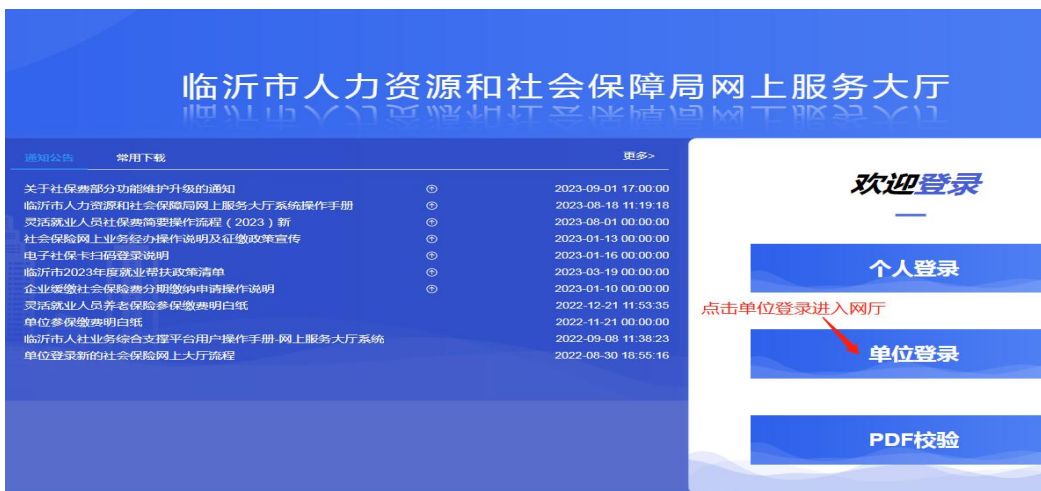 临沂市人力资源和社会保障局网上服务大厅
通知公告 常用下载 更多>
关于社保费部分功能维护升级的通知 2023-09-01 17:00:00
临沂市人力资源和社会保障局网上服务大厅系统操作手册 2023-08-18 11:19:18
灵活就业人员社保费简要操作流程（2023）新 2023-08-01 00:00:00
社会保险网上业务经办操作说明及征缴政策宣传 2023-01-13 00:00:00
电子社保卡扫码登录说明 2023-01-16 00:00:00
临沂市2023年度就业帮扶政策清单 2023-03-19 00:00:00
企业缓缴社会保险费分期缴纳申请操作说明 2023-01-10 00:00:00
灵活就业人员养老保险参保缴费明白纸 2022-12-21 11:53:35
单位参保缴费明白纸 2022-11-21 00:00:00
临沂市人社业务综合支撑平台用户操作手册-网上服务大厅系统 2022-09-08 11:38:23
单位登录新的社会保险网上大厅流程 2022-08-30 18:55:16
欢迎登录
个人登录
点击单位登录进入网厅
单位登录
PDF校验